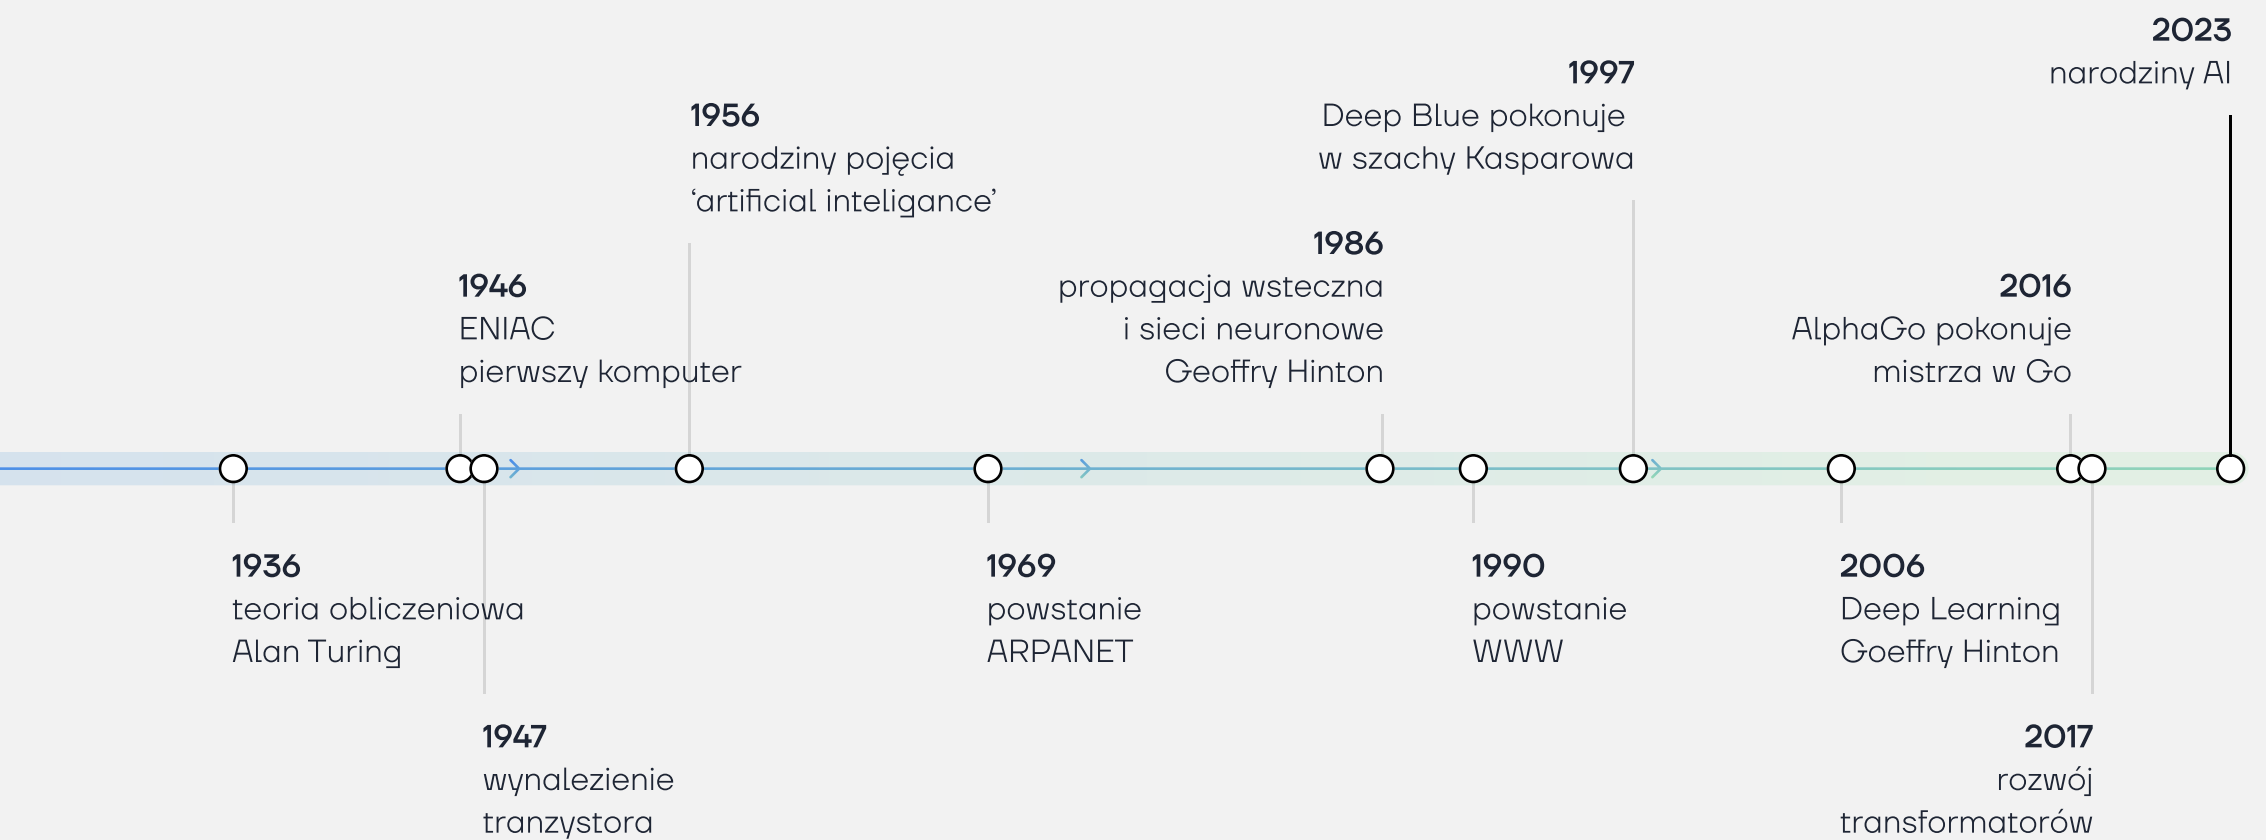 2023
narodziny AI
1997
Deep Blue pokonuje
w szachy Kasparowa
1956
narodziny pojęcia
‘artificial inteligance’
1986
propagacja wsteczna
i sieci neuronowe
Geoffry Hinton
1946
ENIAC
pierwszy komputer
2016
AlphaGo pokonuje
mistrza w Go
1936
teoria obliczeniowa
Alan Turing
1969
powstanie
ARPANET
1990
powstanie
WWW
2006
Deep Learning
Goeffry Hinton
1947
wynalezienie
tranzystora
2017
rozwój
transformatorów